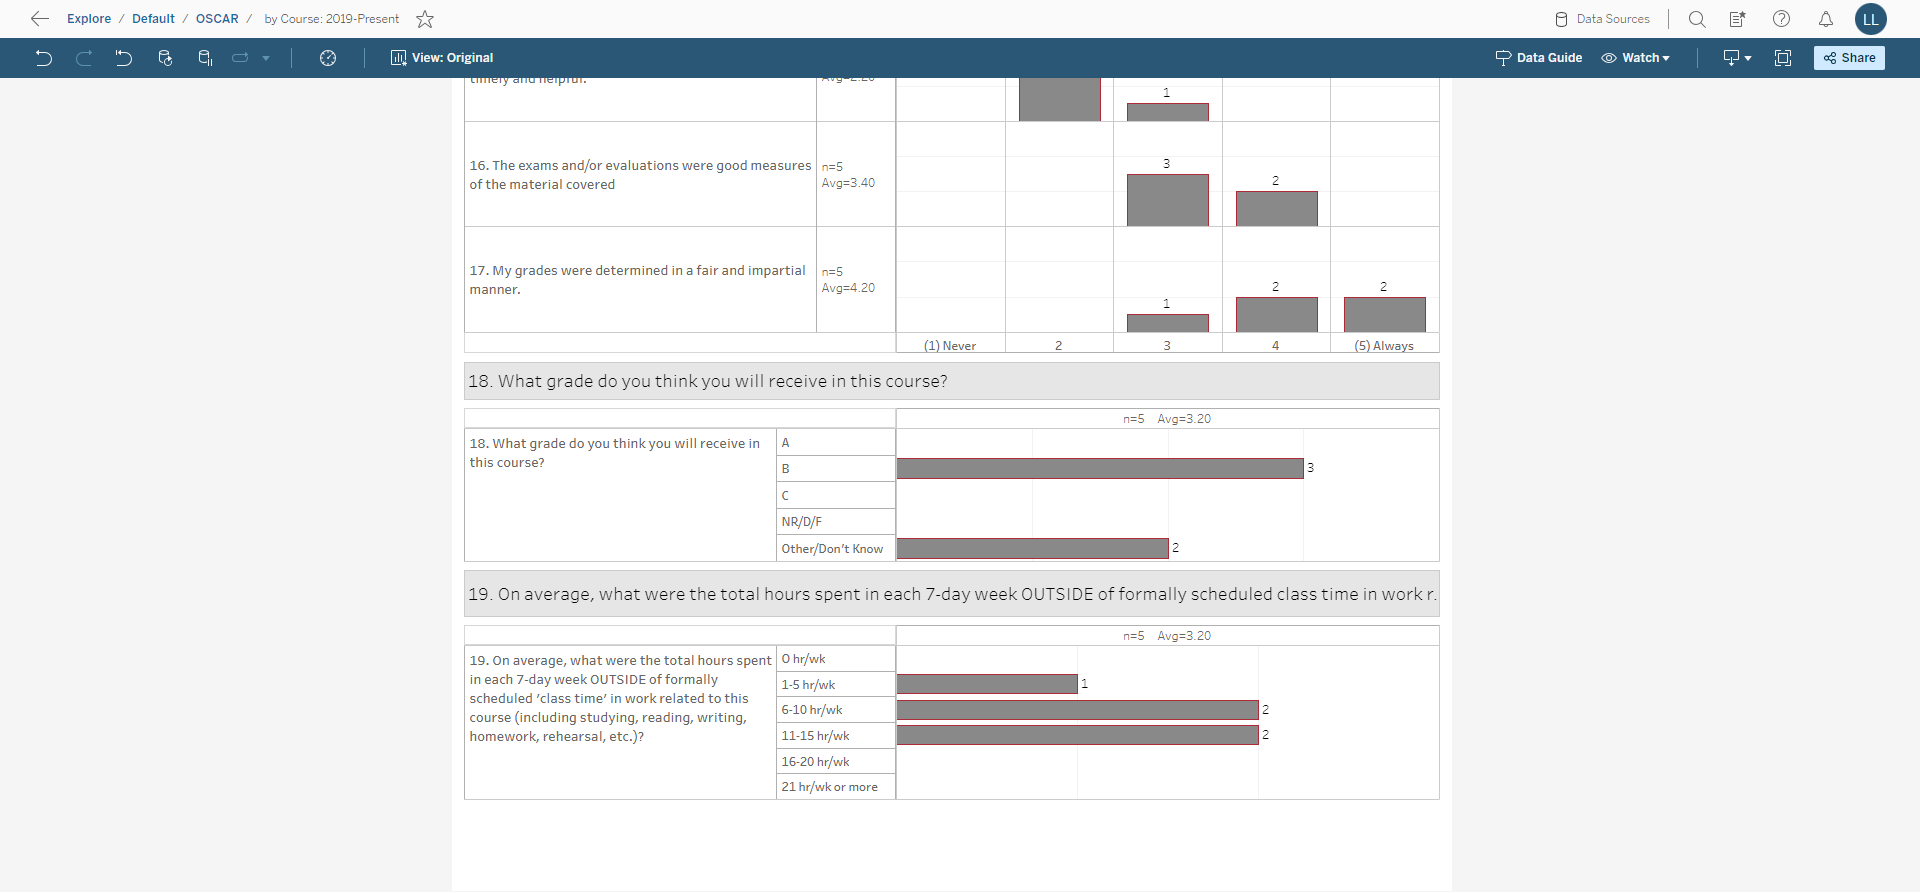 Explore / Default / OSCAR / by Course: 2019-Present
Data Sources
LL
View: Original
Data Guide
Watch
Share
timely and helpful.
Avg=2.20
1
16. The exams and/or evaluations were good measures
of the material covered
n=5
Avg=3.40
3
2
17. My grades were determined in a fair and impartial
manner.
n=5
Avg=4.20
1
2
2
(1) Never
2
3
4
(5) Always
18. What grade do you think you will receive in this course?
n=5 Avg=3.20
18. What grade do you think you will receive in
this course?
A
B
3
C
NR/D/F
Other/Don't Know
2
19. On average, what were the total hours spent in each 7-day week OUTSIDE of formally scheduled class time in work r.
n=5 Avg=3.20
19. On average, what were the total hours spent
in each 7-day week OUTSIDE of formally
scheduled ‘class time’ in work related to this
course (including studying, reading, writing,
homework, rehearsal, etc.)?
0 hr/wk
1-5 hr/wk
1
6-10 hr/wk
2
11-15 hr/wk
2
16-20 hr/wk
21 hr/wk or more